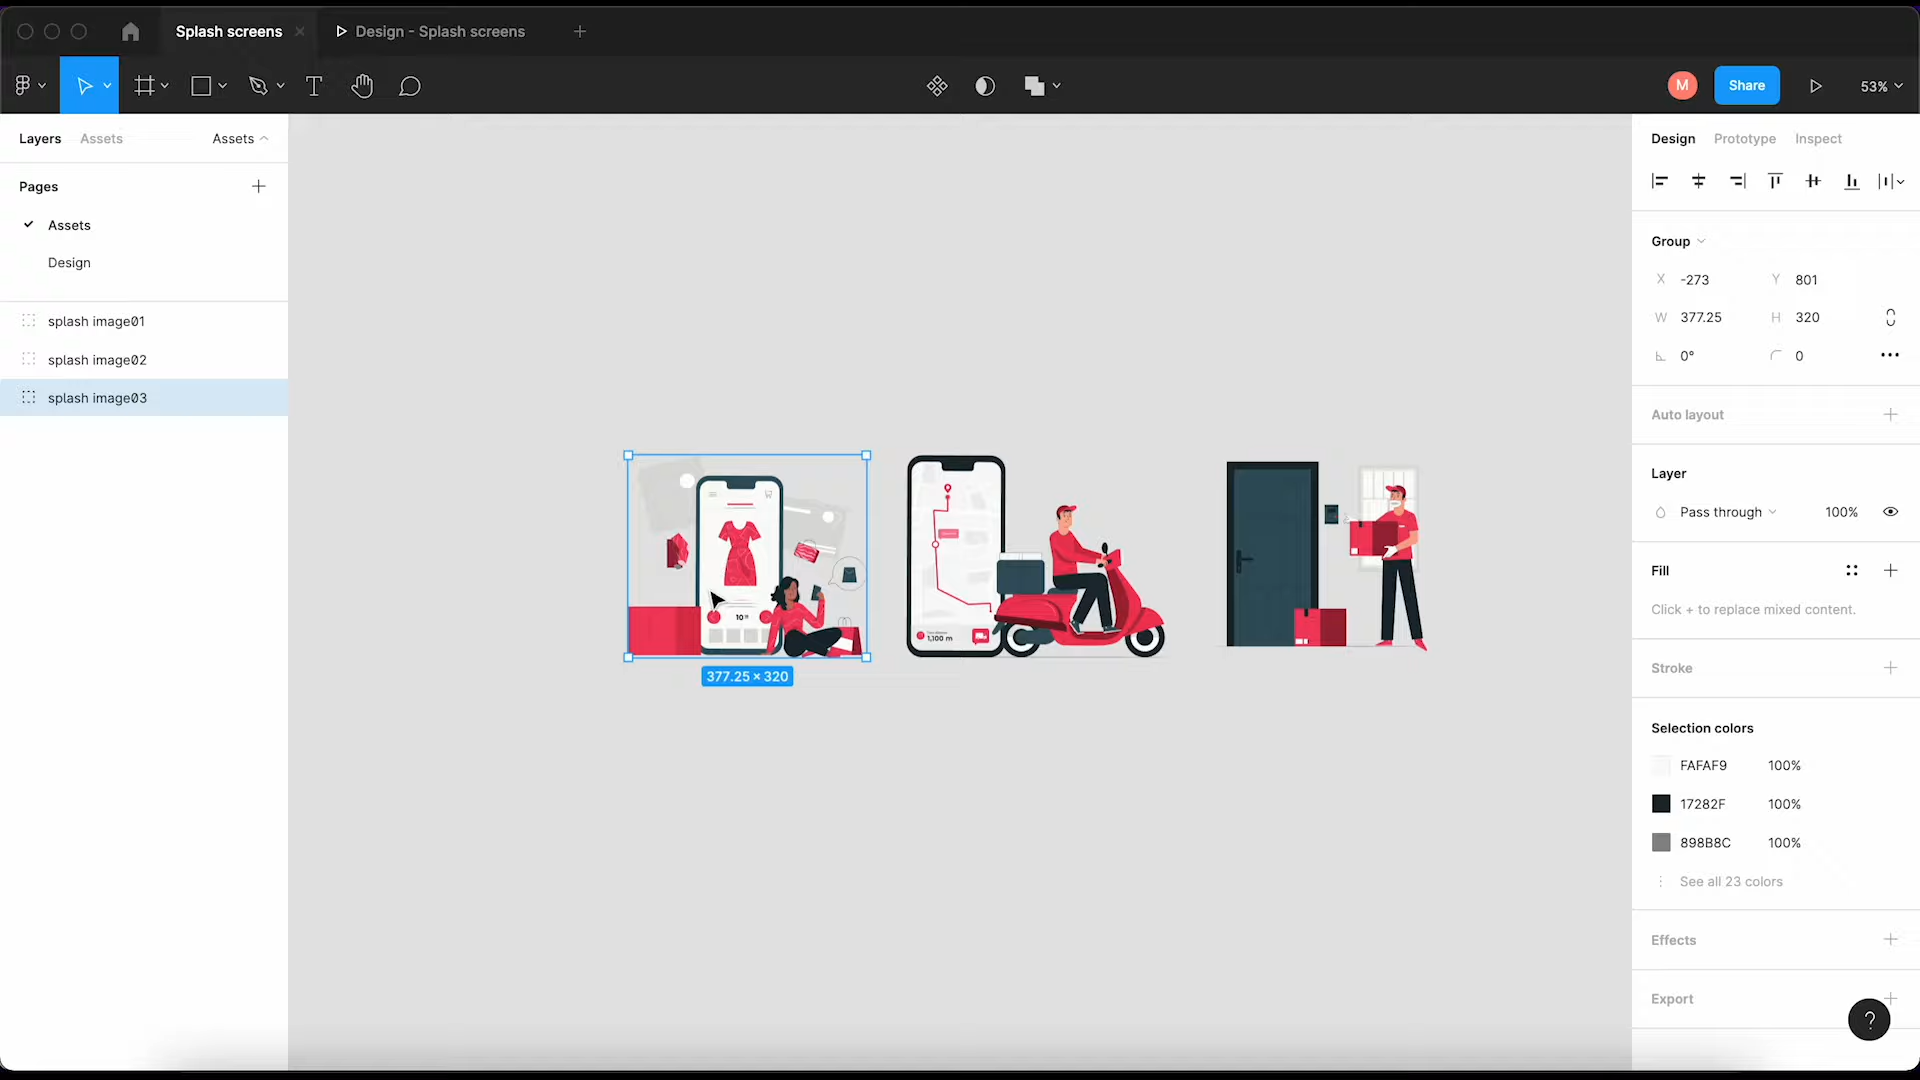 Splash screens
Design - Splash screens
M
Share
53%
Layers
Assets
Assets
Pages
Assets
Design
splash image01
splash image02
splash image03
10
1,100 m
377.25 × 320
Design
Prototype
Inspect
Group
X -273
Y 801
W 377.25
H 320
0°
0
Auto layout
Layer
Pass through
100%
Fill
Click + to replace mixed content.
Stroke
Selection colors
FAFAF9 100%
17282F 100%
898B8C 100%
See all 23 colors
Effects
Export
?